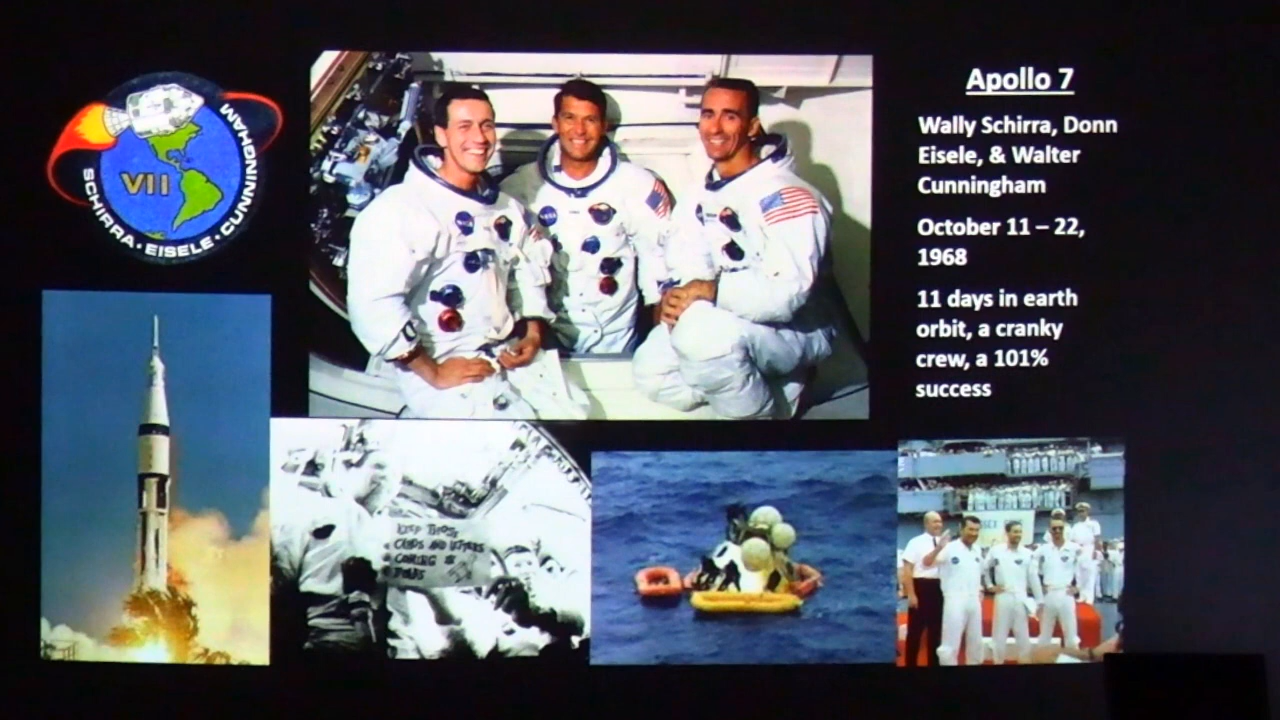 Apollo 7
Wally Schirra, Donn
Eisele, & Walter
Cunningham
October 11 – 22,
1968
11 days in earth
orbit, a cranky
crew, a 101%
success
VII
SCHIRRA • EISELE • CUNNINGHAM
KEEP THOSE
CARDS AND LETTERS
COMING IN
FOLKS